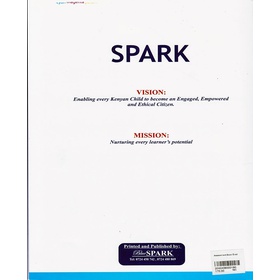 SPARK
VISION:
Enabling every Kenyan Child to become an Engaged, Empowered
and Ethical Citizen.
MISSION:
Nurturing every learner's potential
Printed and Published by:
SPARK